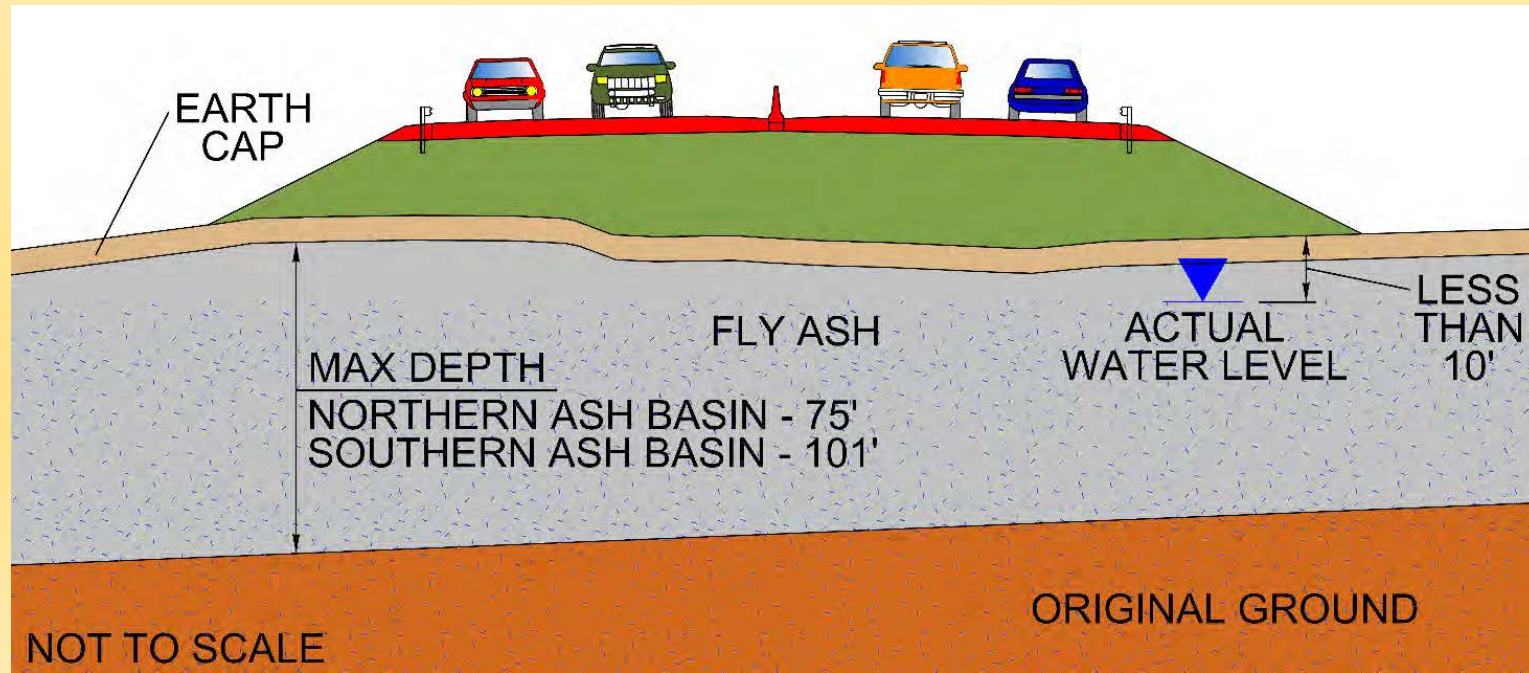 EARTH
CAP
FLY ASH
ACTUAL
WATER LEVEL
LESS
THAN
10'
MAX DEPTH
NORTHERN ASH BASIN - 75'
SOUTHERN ASH BASIN - 101'
ORIGINAL GROUND
NOT TO SCALE